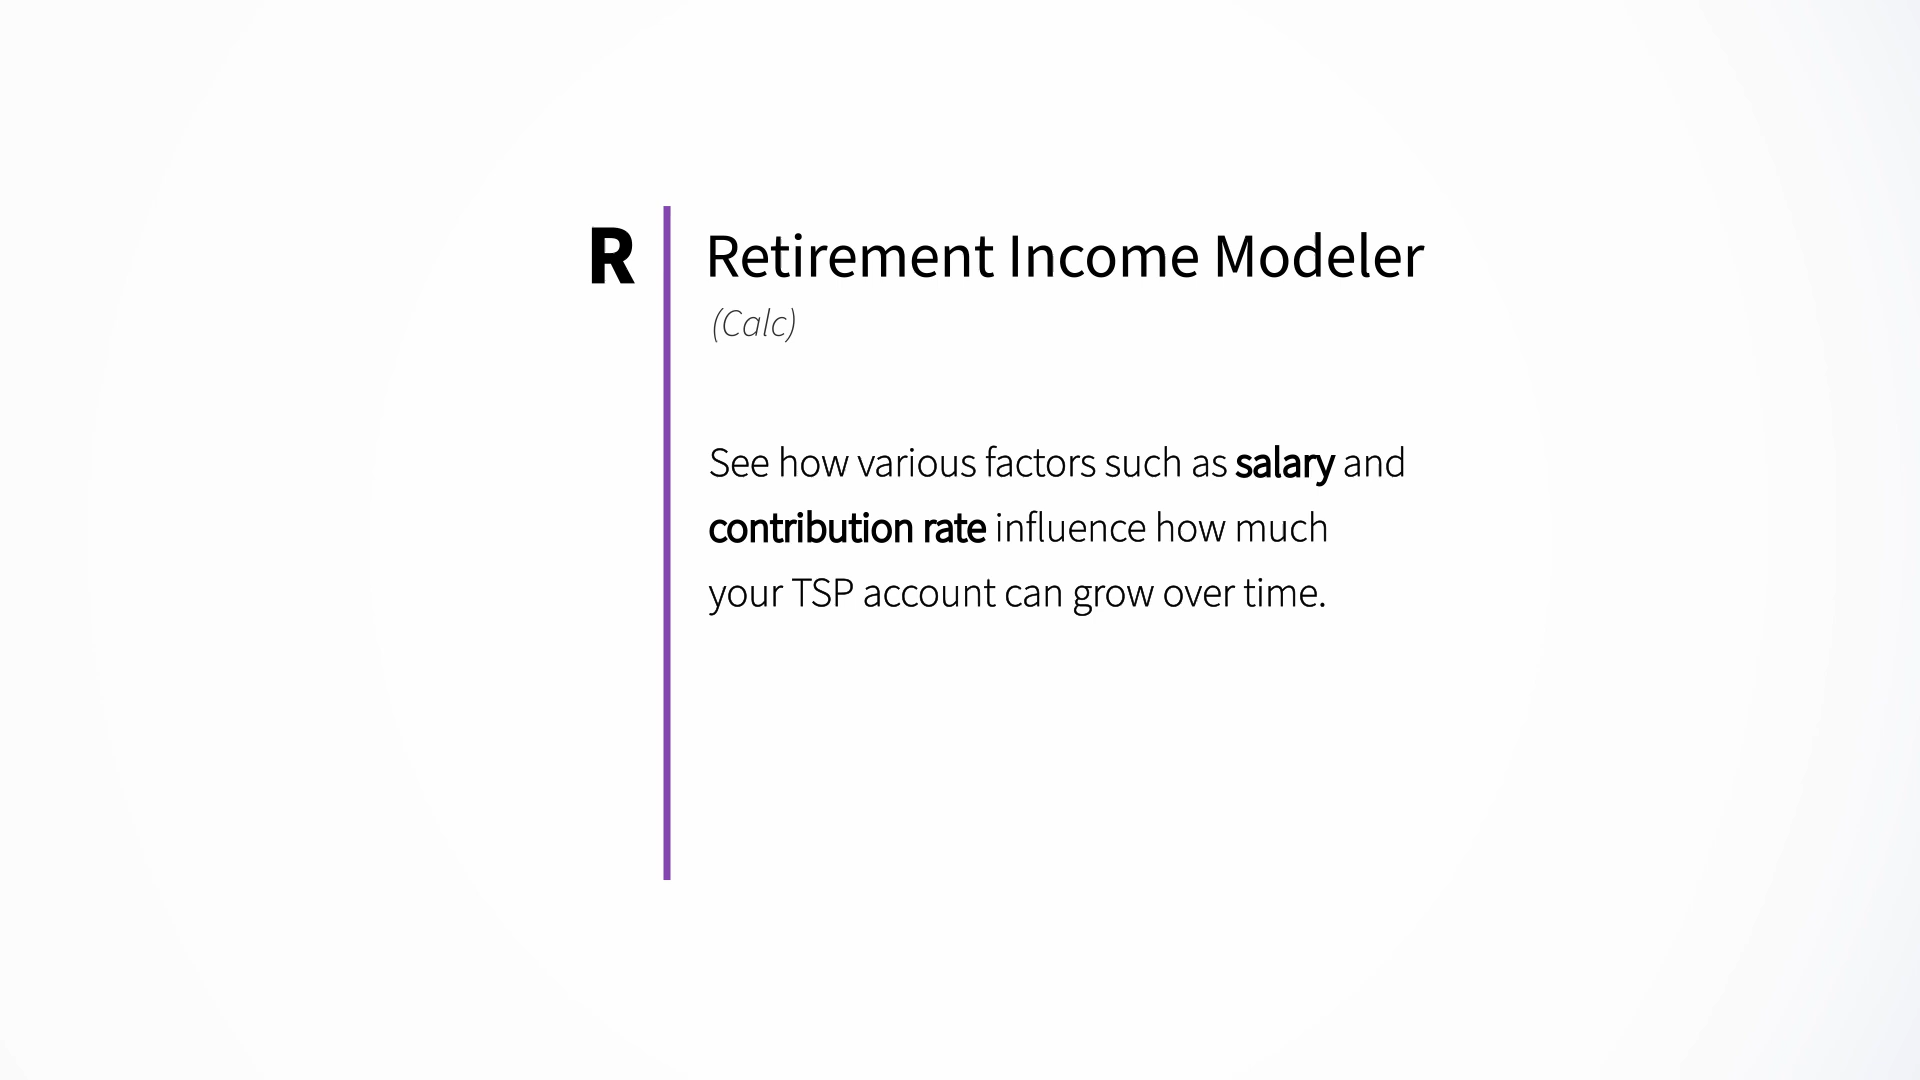 R
Retirement Income Modeler
(Calc)
See how various factors such as salary and
contribution rate influence how much
your TSP account can grow over time.